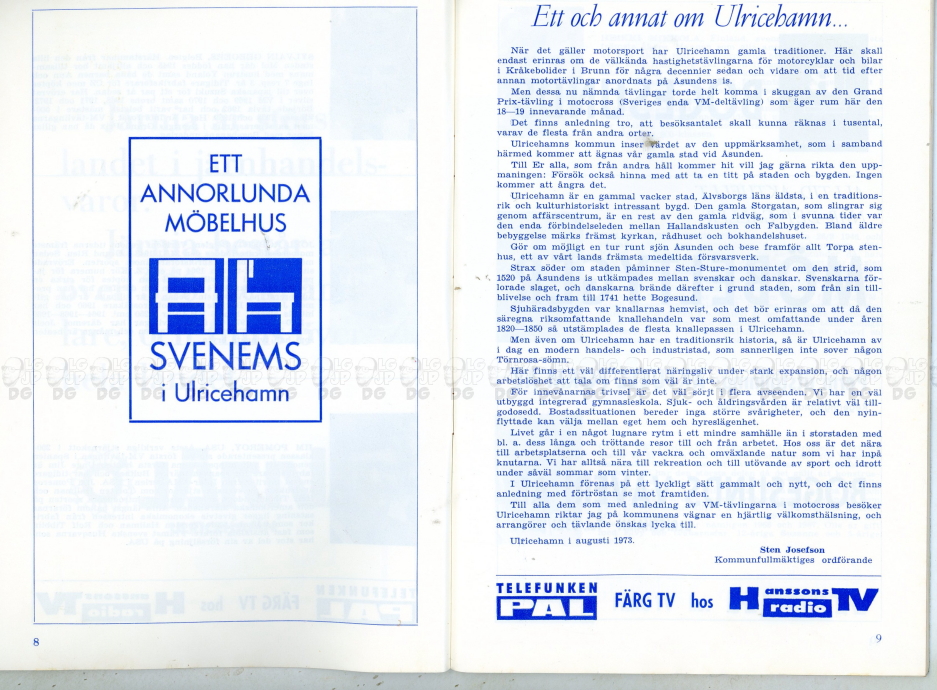 ETT
ANNORLUNDA
MÖBELHUS
SVENEMS
i Ulricehamn
8
Ett och annat om Ulricehamn...
När det gäller motorsport har Ulricehamn gamla traditioner. Här skall
endast erinras om de välkända hastighetstävlingarna för motorcyklar och bilar
i Kråkebolider i Brunn för några decennier sedan och vidare om att tid efter
annan motortävlingar anordnats på Åsundens is.
Men dessa nu nämnda tävlingar torde helt komma i skuggan av den Grand
Prix-tävling i motocross (Sveriges enda VM-deltävling) som äger rum här den
18—19 innevarande månad.
Det finns anledning tro, att besöksantalet skall kunna räknas i tusental,
varav de flesta från andra orter.
Ulricehamns kommun inser värdet av den uppmärksamhet, som i samband
härmed kommer att ägnas vår gamla stad vid Åsunden.
Till Er alla, som från andra håll kommer hit vill jag gärna rikta den upp-
maningen: Försök också hinna med att ta en titt på staden och bygden. Ingen
kommer att ångra det.
Ulricehamn är en gammal vacker stad, Älvsborgs läns äldsta, i en traditions-
rik och kulturhistoriskt intressant bygd. Den gamla Storgatan, som slingrar sig
genom affärscentrum, är en rest av den gamla ridväg, som i svunna tider var
den enda förbindelseleden mellan Hallandskusten och Falbygden. Bland äldre
bebyggelse märks främst kyrkan, rådhuset och bokhandelshuset.
Gör om möjligt en tur runt sjön Åsunden och bese framför allt Torpa sten-
hus, ett av vårt lands främsta medeltida försvarsverk.
Strax söder om staden påminner Sten-Sture-monumentet om den strid, som
1520 på Åsundens is utkämpades mellan svenskar och danskar. Svenskarna för-
lorade slaget, och danskarna brände därefter i grund staden, som från sin till-
blivelse och fram till 1741 hette Bogesund.
Sjuhäradsbygden var knallarnas hemvist, och det bör erinras om att då den
säregna riksomfattande knallehandeln var som mest omfattande under åren
1820—1850 så utstämplades de flesta knallepassen i Ulricehamn.
Men även om Ulricehamn har en traditionsrik historia, så är Ulricehamn av
i dag en modern handels- och industristad, som sannerligen inte sover någon
Törnrosa-sömn.
Här finns ett väl differentierat näringsliv under stark expansion, och någon
arbetslöshet att tala om finns som väl är inte.
För innevånarnas trivsel är det väl sörjt i flera avseenden. Vi har en väl
utbyggd integrerad gymnasieskola. Sjuk- och åldringsvården är relativt väl till-
godosedd. Bostadssituationen bereder inga större svårigheter, och den nyin-
flyttade kan välja mellan eget hem och hyreslägenhet.
Livet går i en något lugnare rytm i ett mindre samhälle än i storstaden med
bl. a. dess långa och tröttande resor till och från arbetet. Hos oss är det nära
till arbetsplatserna och till vår vackra och omväxlande natur som vi har inpå
knutarna. Vi har alltså nära till rekreation och till utövande av sport och idrott
under såväl sommar som vinter.
I Ulricehamn förenas på ett lyckligt sätt gammalt och nytt, och det finns
anledning med förtröstan se mot framtiden.
Till alla dem som med anledning av VM-tävlingarna i motocross besöker
Ulricehamn riktar jag på kommunens vägnar en hjärtlig välkomsthälsning, och
arrangörer och tävlande önskas lycka till.
Ulricehamn i augusti 1973.
Sten Josefson
Kommunfullmäktiges ordförande
TELEFUNKEN
PAL
FÄRG TV hos
Hanssons
radio TV
9